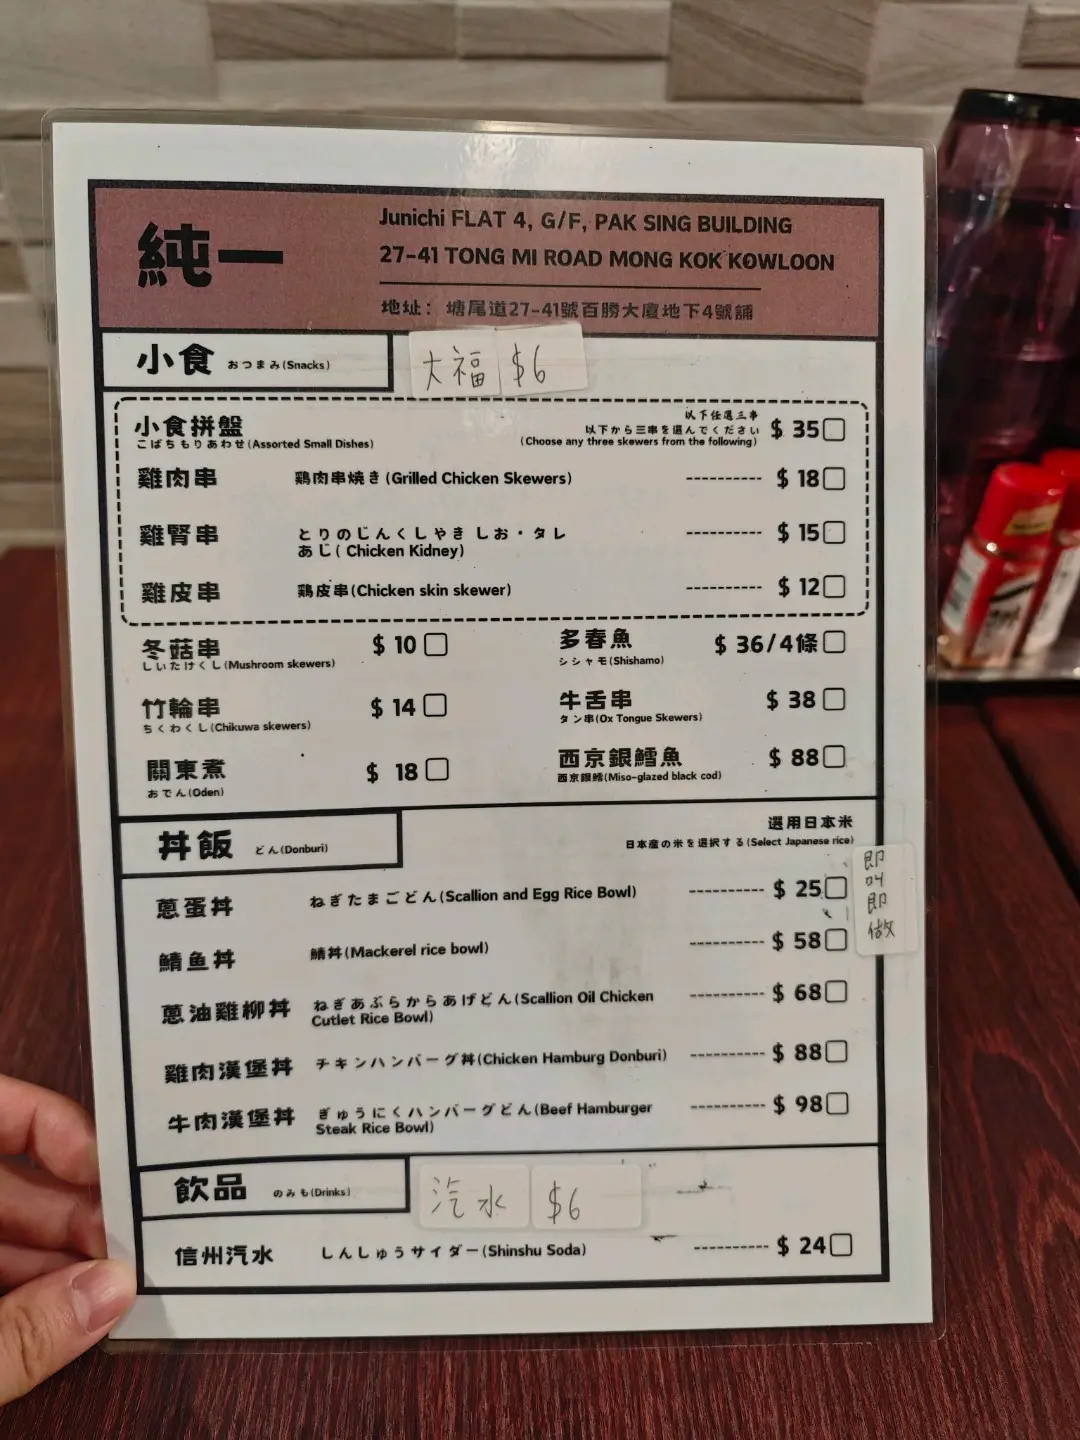 純一
Junichi FLAT 4, G/F, PAK SING BUILDING
27-41 TONG MI ROAD MONG KOK KOWLOON
地址：塘尾道27-41號百勝大廈地下4號舖
小食 おつまみ(Snacks)
大福 $6
小食拼盤
こばちもりあわせ(Assorted Small Dishes)
以下任選三串
以下から三串を選んでください
(Choose any three skewers from the following)
$ 35
雞肉串 鶏肉串焼き(Grilled Chicken Skewers) ---------- $ 18
雞腎串 とりのじんくしやき しお・タレ
あじ( Chicken Kidney) ---------- $ 15
雞皮串 鶏皮串(Chicken skin skewer) ---------- $ 12
冬菇串 $ 10
しいたけくし(Mushroom skewers)
多春魚 $ 36/4條
シシャモ(Shishamo)
竹輪串 $ 14
ちくわくし(Chikuwa skewers)
牛舌串 $ 38
タン串(Ox Tongue Skewers)
關東煮 $ 18
おでん(Oden)
西京銀鱈魚 $ 88
西京銀鱈(Miso-glazed black cod)
丼飯 どん(Donburi)
選用日本米
日本産の米を選択する(Select Japanese rice)
蔥蛋丼 ねぎたまごどん(Scallion and Egg Rice Bowl) ---------- $ 25
即
叫
即
做
鯖魚丼 鯖丼(Mackerel rice bowl) ---------- $ 58
蔥油雞柳丼 ねぎあぶらからあげどん(Scallion Oil Chicken
Cutlet Rice Bowl) ---------- $ 68
雞肉漢堡丼 チキンハンバーグ丼(Chicken Hamburg Donburi) ---------- $ 88
牛肉漢堡丼 ぎゅうにくハンバーグどん(Beef Hamburger
Steak Rice Bowl) ---------- $ 98
飲品 のみも(Drinks)
汽水 $6
信州汽水 しんしゅうサイダー(Shinshu Soda) ---------- $ 24